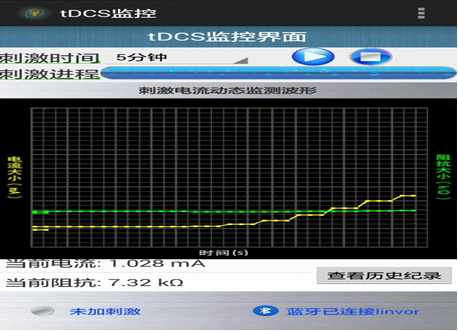 tDCS监控
tDCS监控界面
刺激时间 5分钟
刺激进程
刺激电流动态监测波形
电流大小(mA)
阻抗大小(KΩ)
时间(s)
当前电流: 1.028 mA
当前阻抗: 7.32 kΩ
查看历史纪录
未加刺激
蓝牙已连接linvor